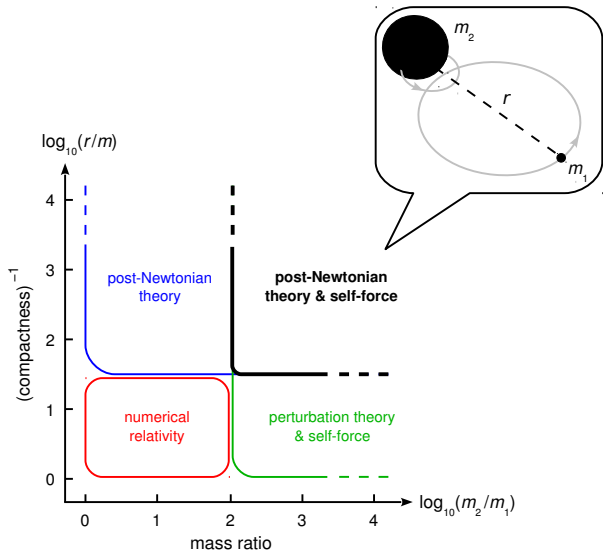 m₂
r
m₁
log₁₀(r/m)
4
3
2
1
0
(compactness)⁻¹
post-Newtonian
theory
post-Newtonian
theory & self-force
numerical
relativity
perturbation theory
& self-force
0
1
2
3
4
log₁₀(m₂/m₁)
mass ratio